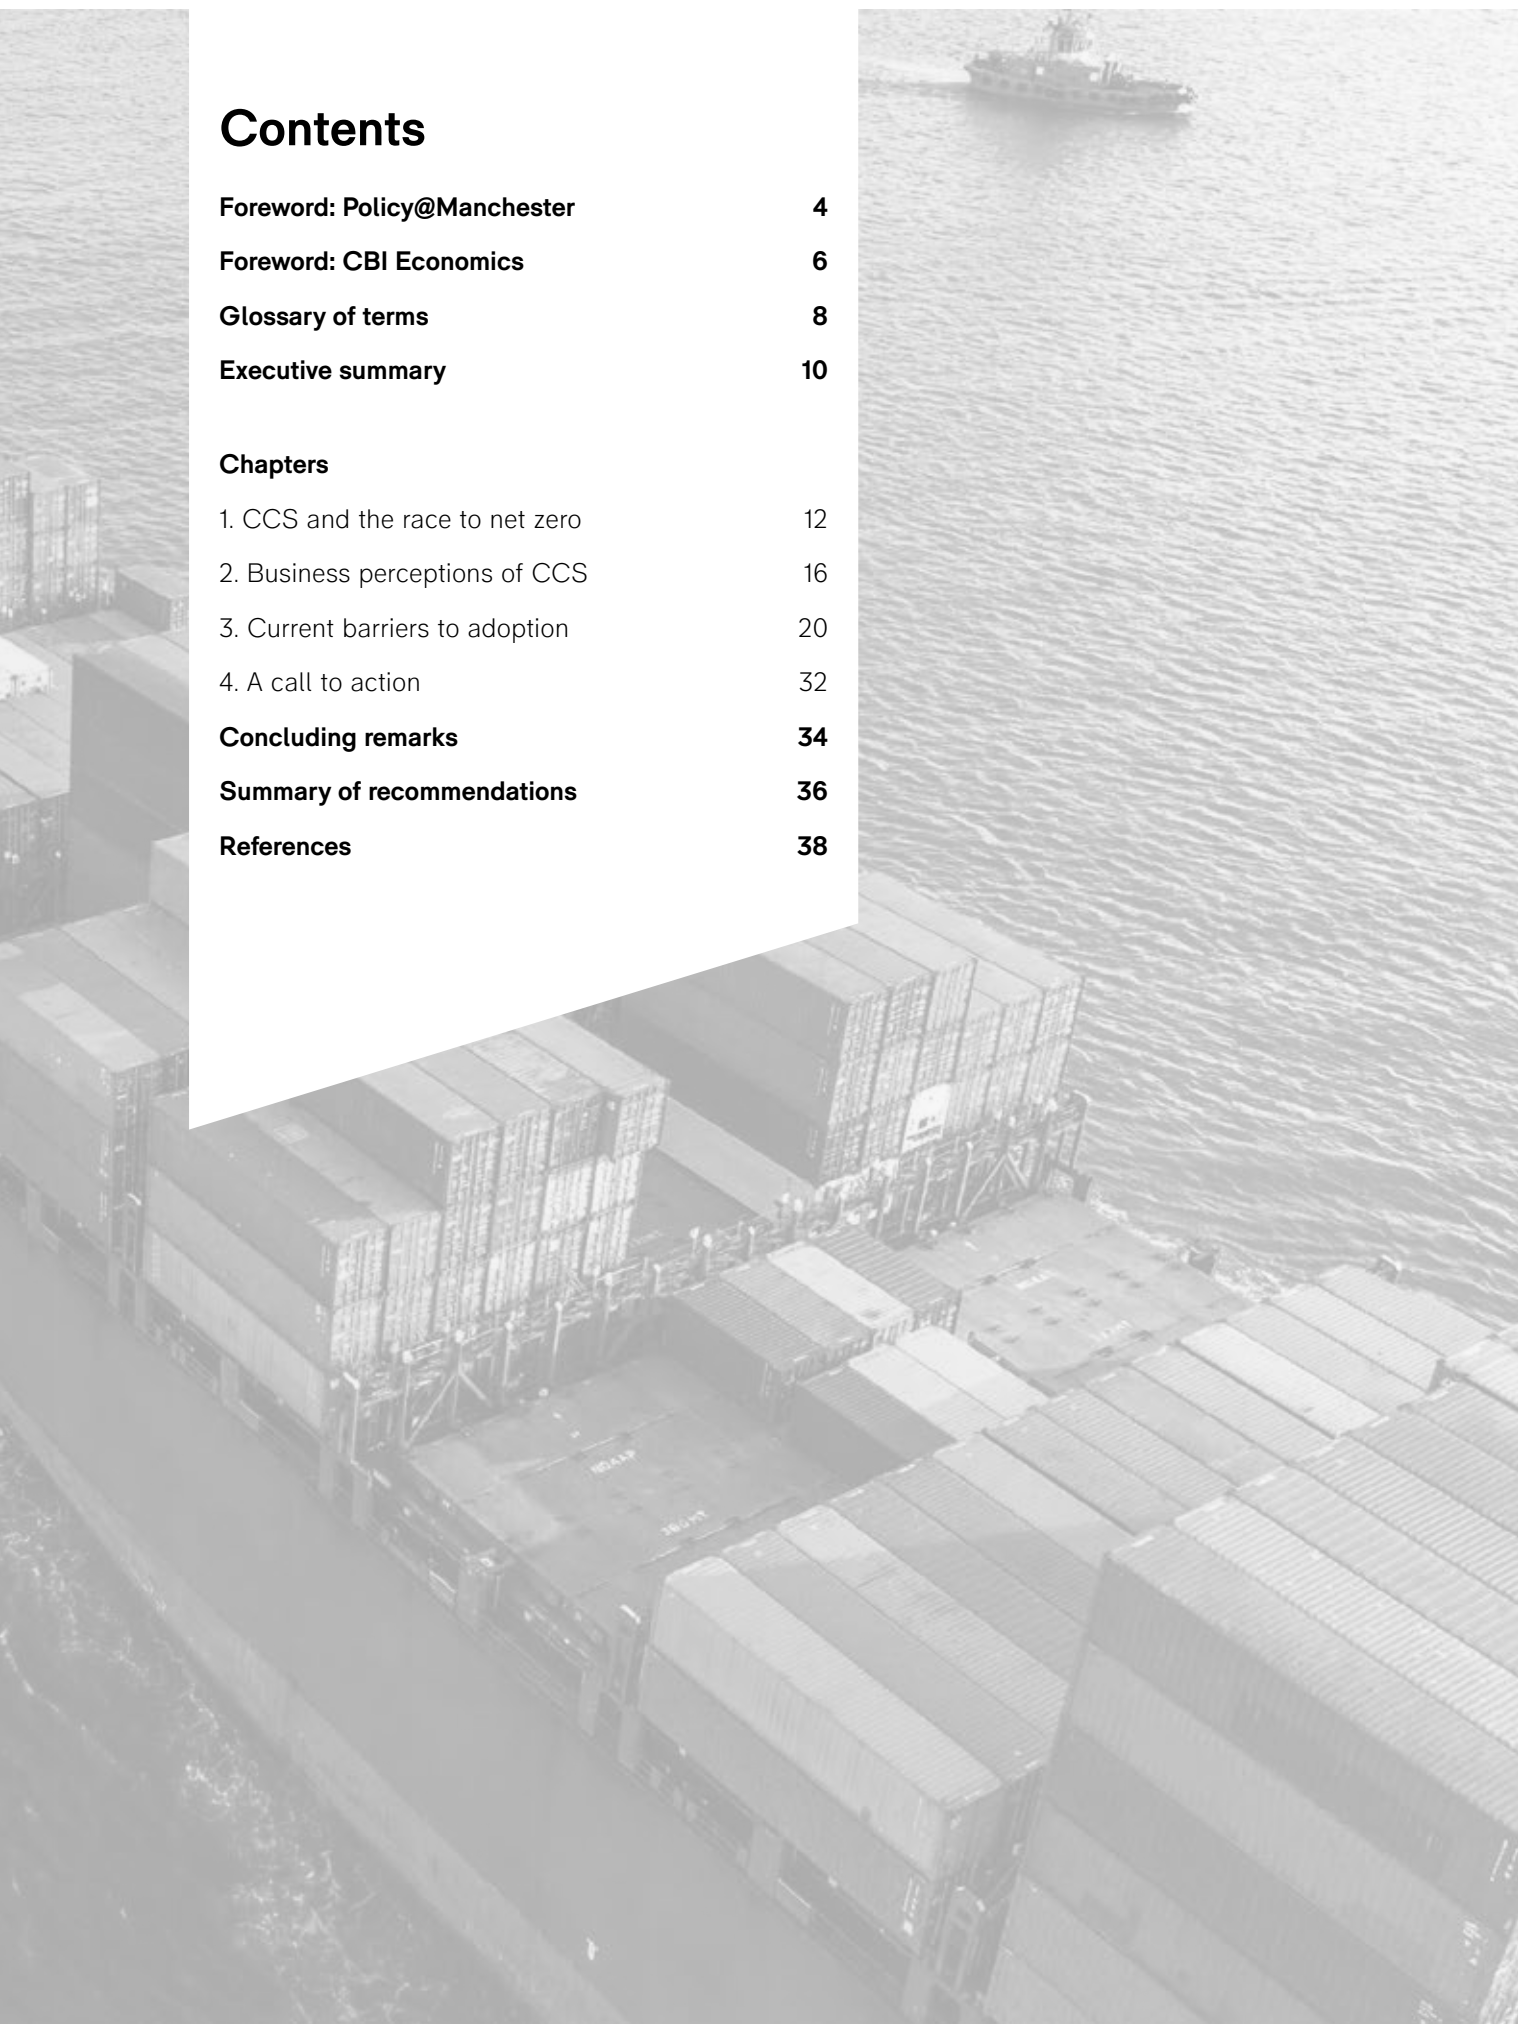 Contents
Foreword: Policy@Manchester 4
Foreword: CBI Economics 6
Glossary of terms 8
Executive summary 10
Chapters
1. CCS and the race to net zero 12
2. Business perceptions of CCS 16
3. Current barriers to adoption 20
4. A call to action 32
Concluding remarks 34
Summary of recommendations 36
References 38